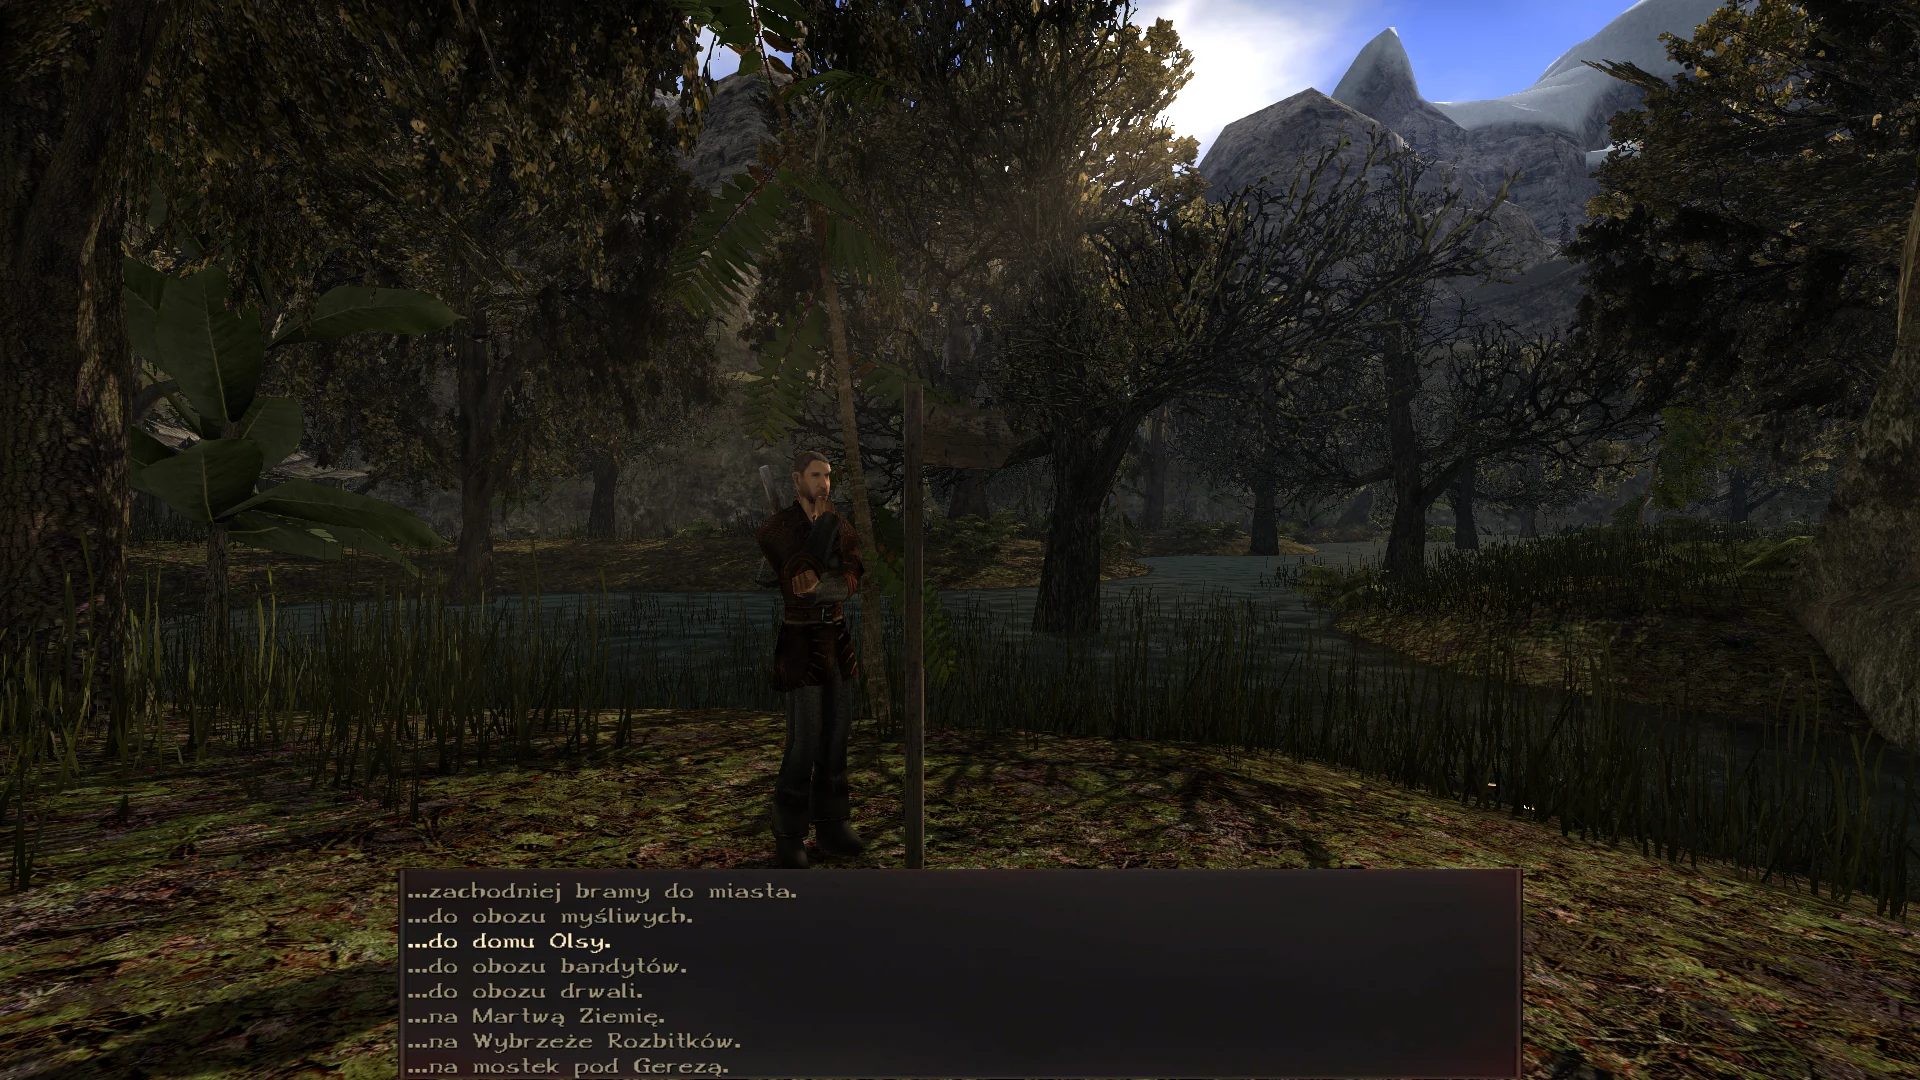 ...zachodniej bramy do miasta.
...do obozu myśliwych.
...do domu Olsy.
...do obozu bandytów.
...do obozu drwali.
...na Martwą Ziemię.
...na Wybrzeże Rozbitków.
...na mostek pod Gerezą.